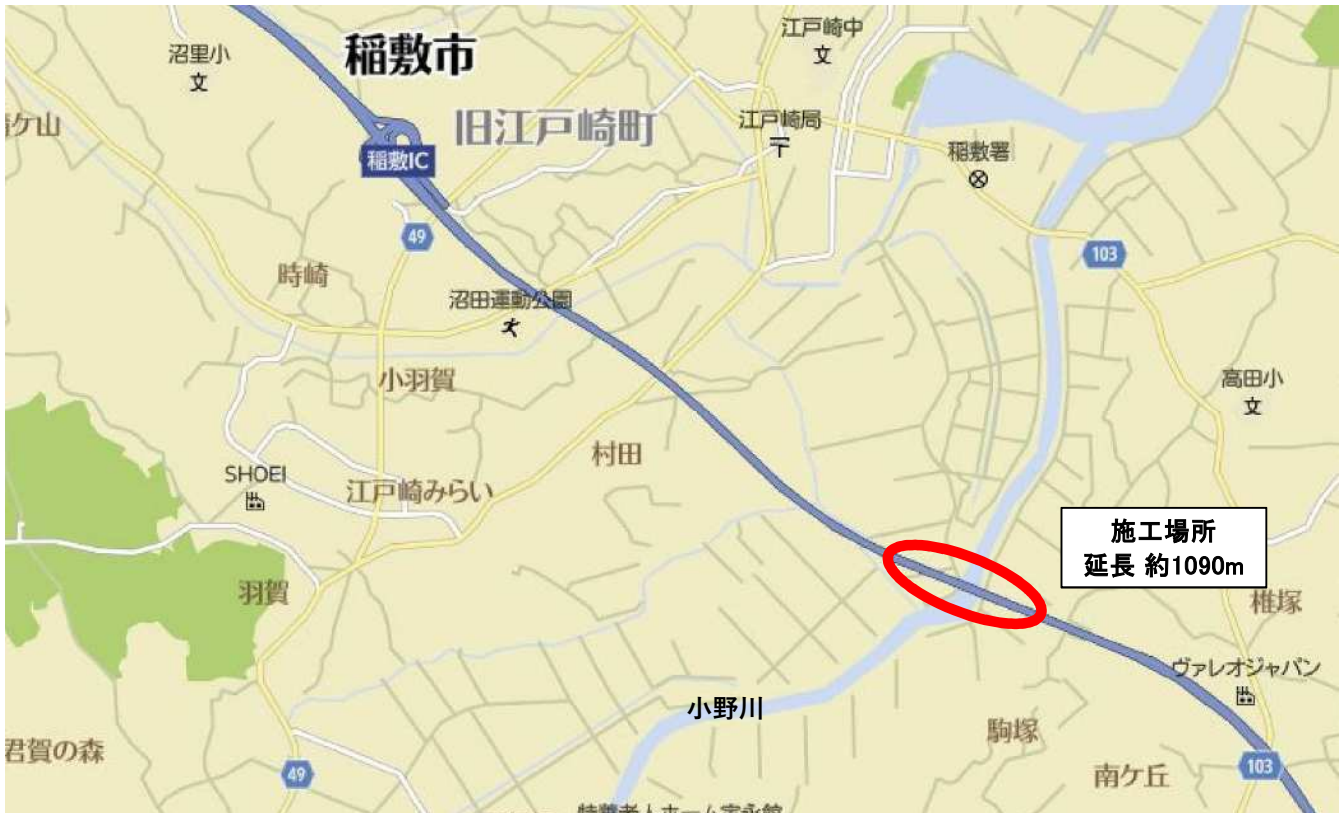 稲敷市
江戸崎中
文
沼里小
文
旧江戸崎町
江戸崎局
稲敷署
稲敷IC
49
103
時崎
沼田運動公園
小羽賀
高田小
文
村田
SHOEI
江戸崎みらい
施工場所
延長 約1090m
羽賀
椎塚
ヴァレオジャパン
小野川
駒塚
君賀の森
49
南ケ丘
103